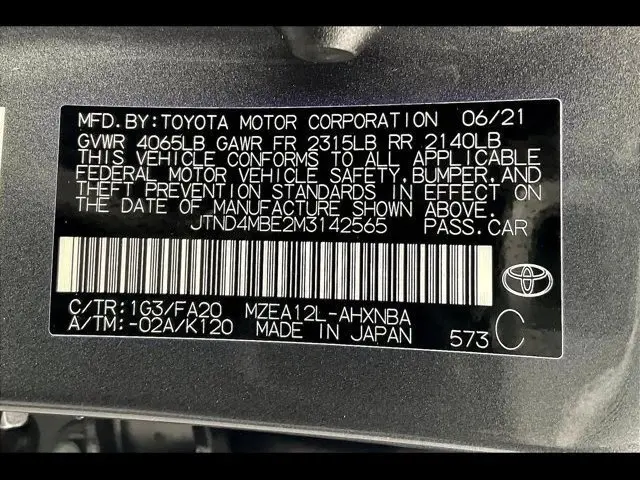 MFD.BY:TOYOTA MOTOR CORPORATION 06/21
GVWR 4065LB GAWR FR 2315LB RR 2140LB
THIS VEHICLE CONFORMS TO ALL APPLICABLE
FEDERAL MOTOR VEHICLE SAFETY,BUMPER,AND
THEFT PREVENTION STANDARDS IN EFFECT ON
THE DATE OF MANUFACTURE SHOWN ABOVE.
JTND4MBE2M3142565 PASS.CAR
C/TR:1G3/FA20 MZEA12L-AHXNBA
A/TM:-02A/K120 MADE IN JAPAN 573 C